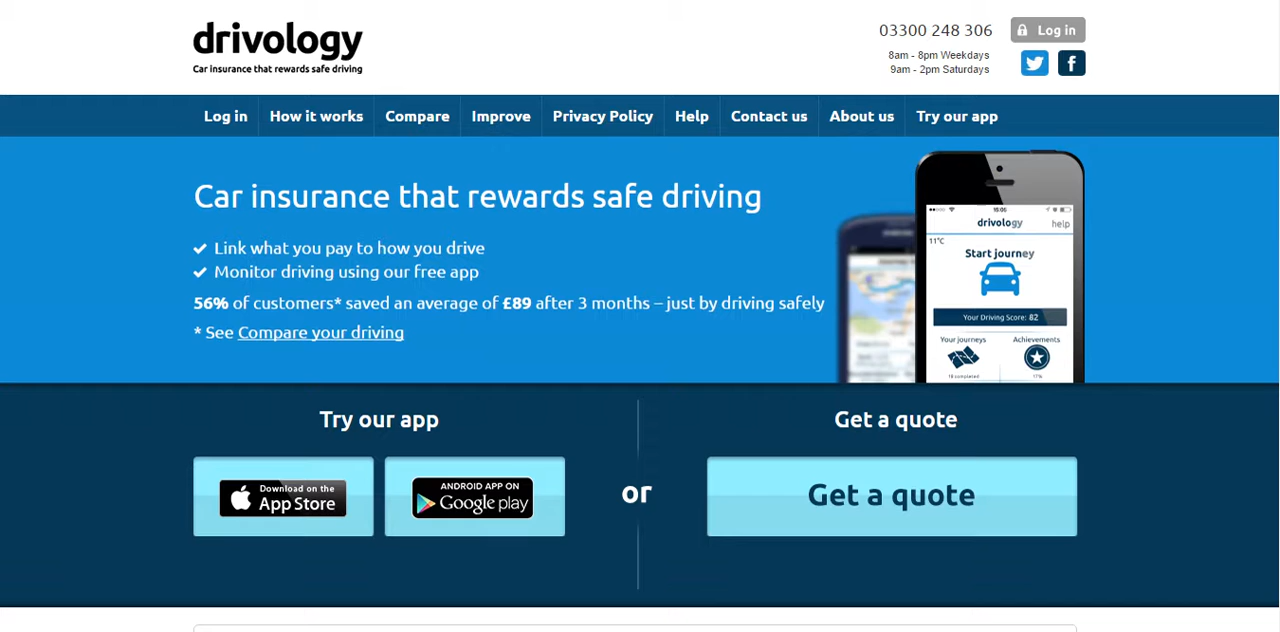 drivology
Car insurance that rewards safe driving
03300 248 306
8am - 8pm Weekdays
9am - 2pm Saturdays
Log in
Log in
How it works
Compare
Improve
Privacy Policy
Help
Contact us
About us
Try our app
Car insurance that rewards safe driving
Link what you pay to how you drive
Monitor driving using our free app
56% of customers* saved an average of £89 after 3 months – just by driving safely
* See Compare your driving
drivology
help
11°C
Start journey
Your Driving Score: 82
Your journeys
Achievements
18 completed
Try our app
Download on the
App Store
ANDROID APP ON
Google play
or
Get a quote
Get a quote